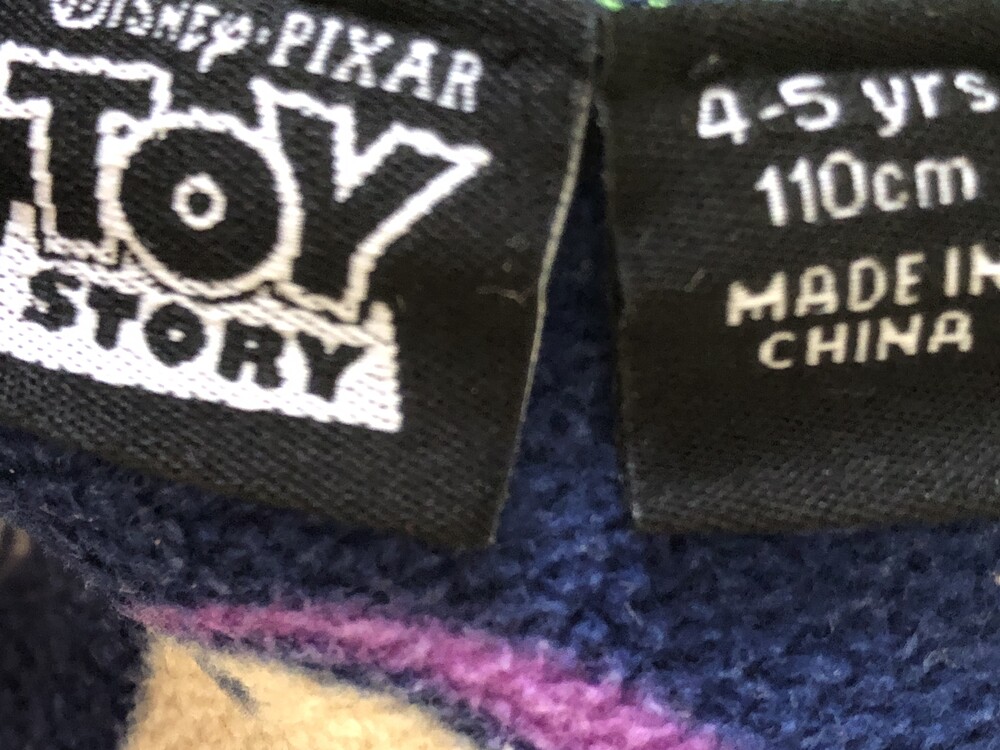 DISNEY·PIXAR
TOY
STORY
4-5 yrs
110cm
MADE IN
CHINA